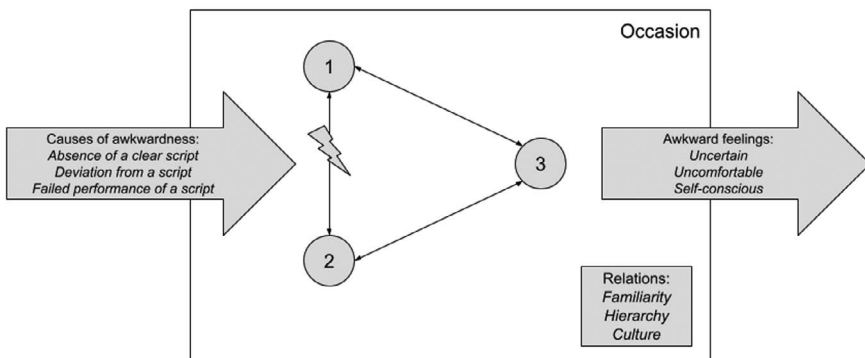 Occasion
1
Causes of awkwardness:
Absence of a clear script
Deviation from a script
Failed performance of a script
3
Awkward feelings:
Uncertain
Uncomfortable
Self-conscious
2
Relations:
Familiarity
Hierarchy
Culture